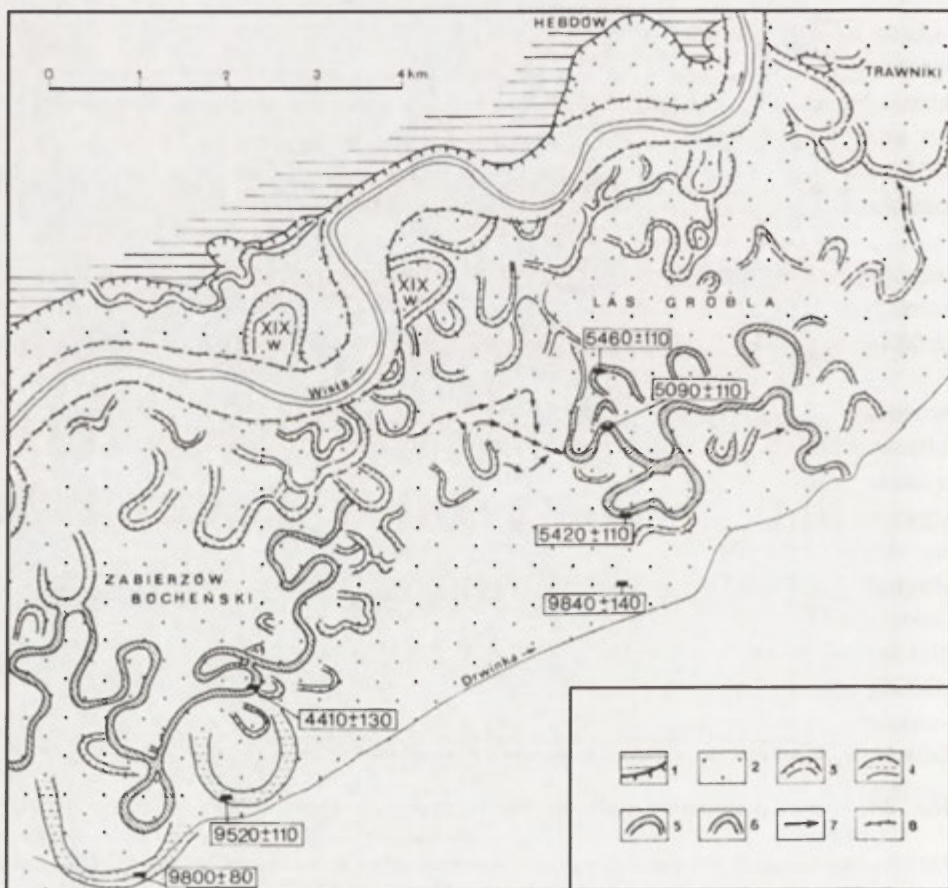 HEBDÓW
TRAWNIKI
0 1 2 3 4 km
LAS GROBLA
XIX
W
XIX
W
Wisła
5460±110
5090±110
5420±110
9840±140
ZABIERZÓW
BOCHEŃSKI
Drwinka
4410±130
9520±110
9800±80
1 2 3 4
5 6 7 8